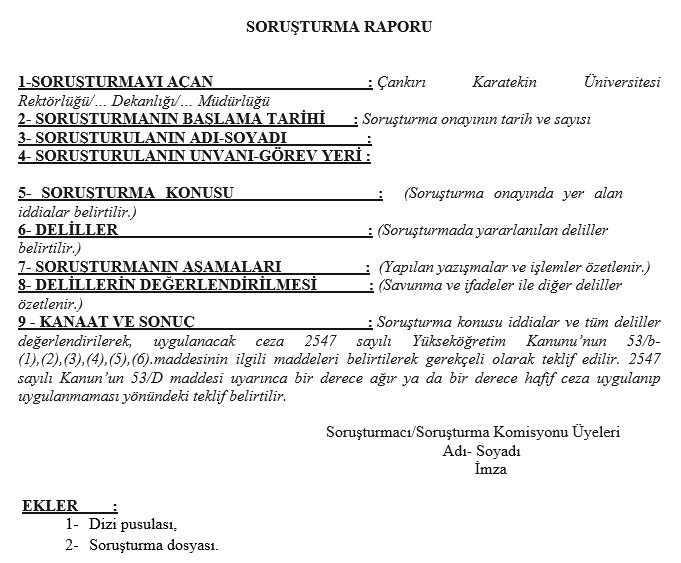 SORUŞTURMA RAPORU
1-SORUŞTURMAYI AÇAN : Çankırı Karatekin Üniversitesi
Rektörlüğü/… Dekanlığı/… Müdürlüğü
2- SORUŞTURMANIN BAŞLAMA TARİHİ : Soruşturma onayının tarih ve sayısı
3- SORUŞTURULANIN ADI-SOYADI :
4- SORUŞTURULANIN UNVANI-GÖREV YERİ :
5- SORUŞTURMA KONUSU : (Soruşturma onayında yer alan
iddialar belirtilir.)
6- DELİLLER : (Soruşturmada yararlanılan deliller
belirtilir.)
7- SORUŞTURMANIN AŞAMALARI : (Yapılan yazışmalar ve işlemler özetlenir.)
8- DELİLLERİN DEĞERLENDİRİLMESİ : (Savunma ve ifadeler ile diğer deliller
özetlenir.)
9 - KANAAT VE SONUÇ : Soruşturma konusu iddialar ve tüm deliller
değerlendirilerek, uygulanacak ceza 2547 sayılı Yükseköğretim Kanunu’nun 53/b-
(1),(2),(3),(4),(5),(6).maddesinin ilgili maddeleri belirtilerek gerekçeli olarak teklif edilir. 2547
sayılı Kanun’un 53/D maddesi uyarınca bir derece ağır ya da bir derece hafif ceza uygulanıp
uygulanmaması yönündeki teklif belirtilir.
Soruşturmacı/Soruşturma Komisyonu Üyeleri
Adı- Soyadı
İmza
EKLER :
1- Dizi pusulası,
2- Soruşturma dosyası.